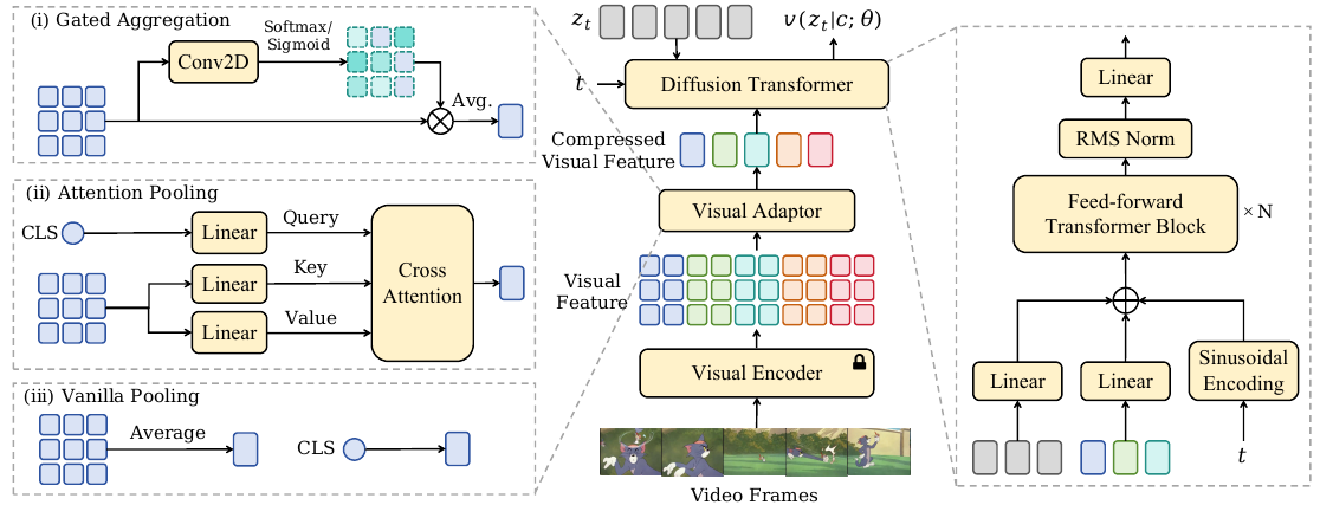 (i) Gated Aggregation
Conv2D
Softmax/
Sigmoid
Avg.
(ii) Attention Pooling
CLS
Linear
Query
Linear
Key
Linear
Value
Cross
Attention
(iii) Vanilla Pooling
Average
CLS
z_t
v(z_t|c; θ)
t
Diffusion Transformer
Compressed
Visual Feature
Visual Adaptor
Visual
Feature
Visual Encoder
Video Frames
Linear
RMS Norm
Feed-forward
Transformer Block
× N
Linear
Linear
Sinusoidal
Encoding
t